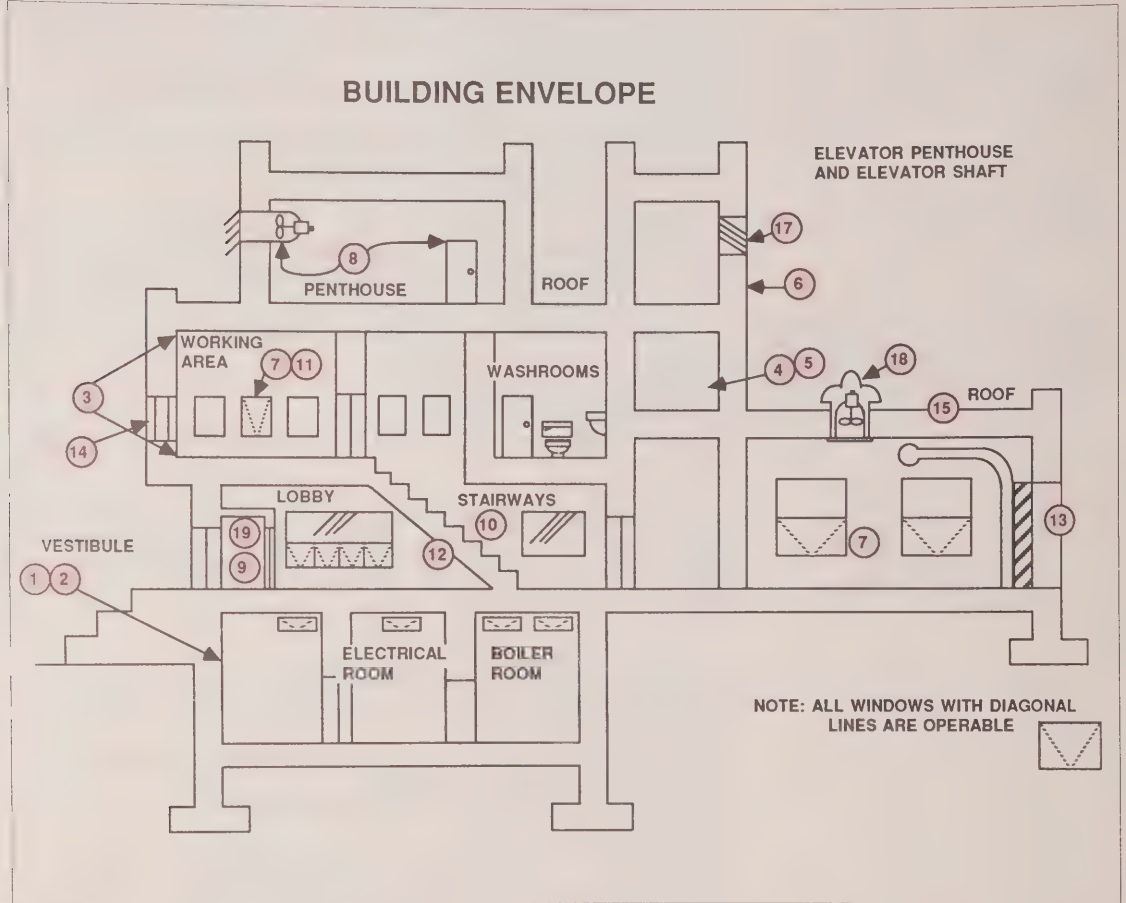 BUILDING ENVELOPE
ELEVATOR PENTHOUSE
AND ELEVATOR SHAFT
17
8
PENTHOUSE
ROOF
6
WORKING
AREA
7 11
WASHROOMS
4 5
18
3
15
ROOF
14
LOBBY
STAIRWAYS
10
19
12
7
13
VESTIBULE
9
1 2
ELECTRICAL
ROOM
BOILER
ROOM
NOTE: ALL WINDOWS WITH DIAGONAL
LINES ARE OPERABLE